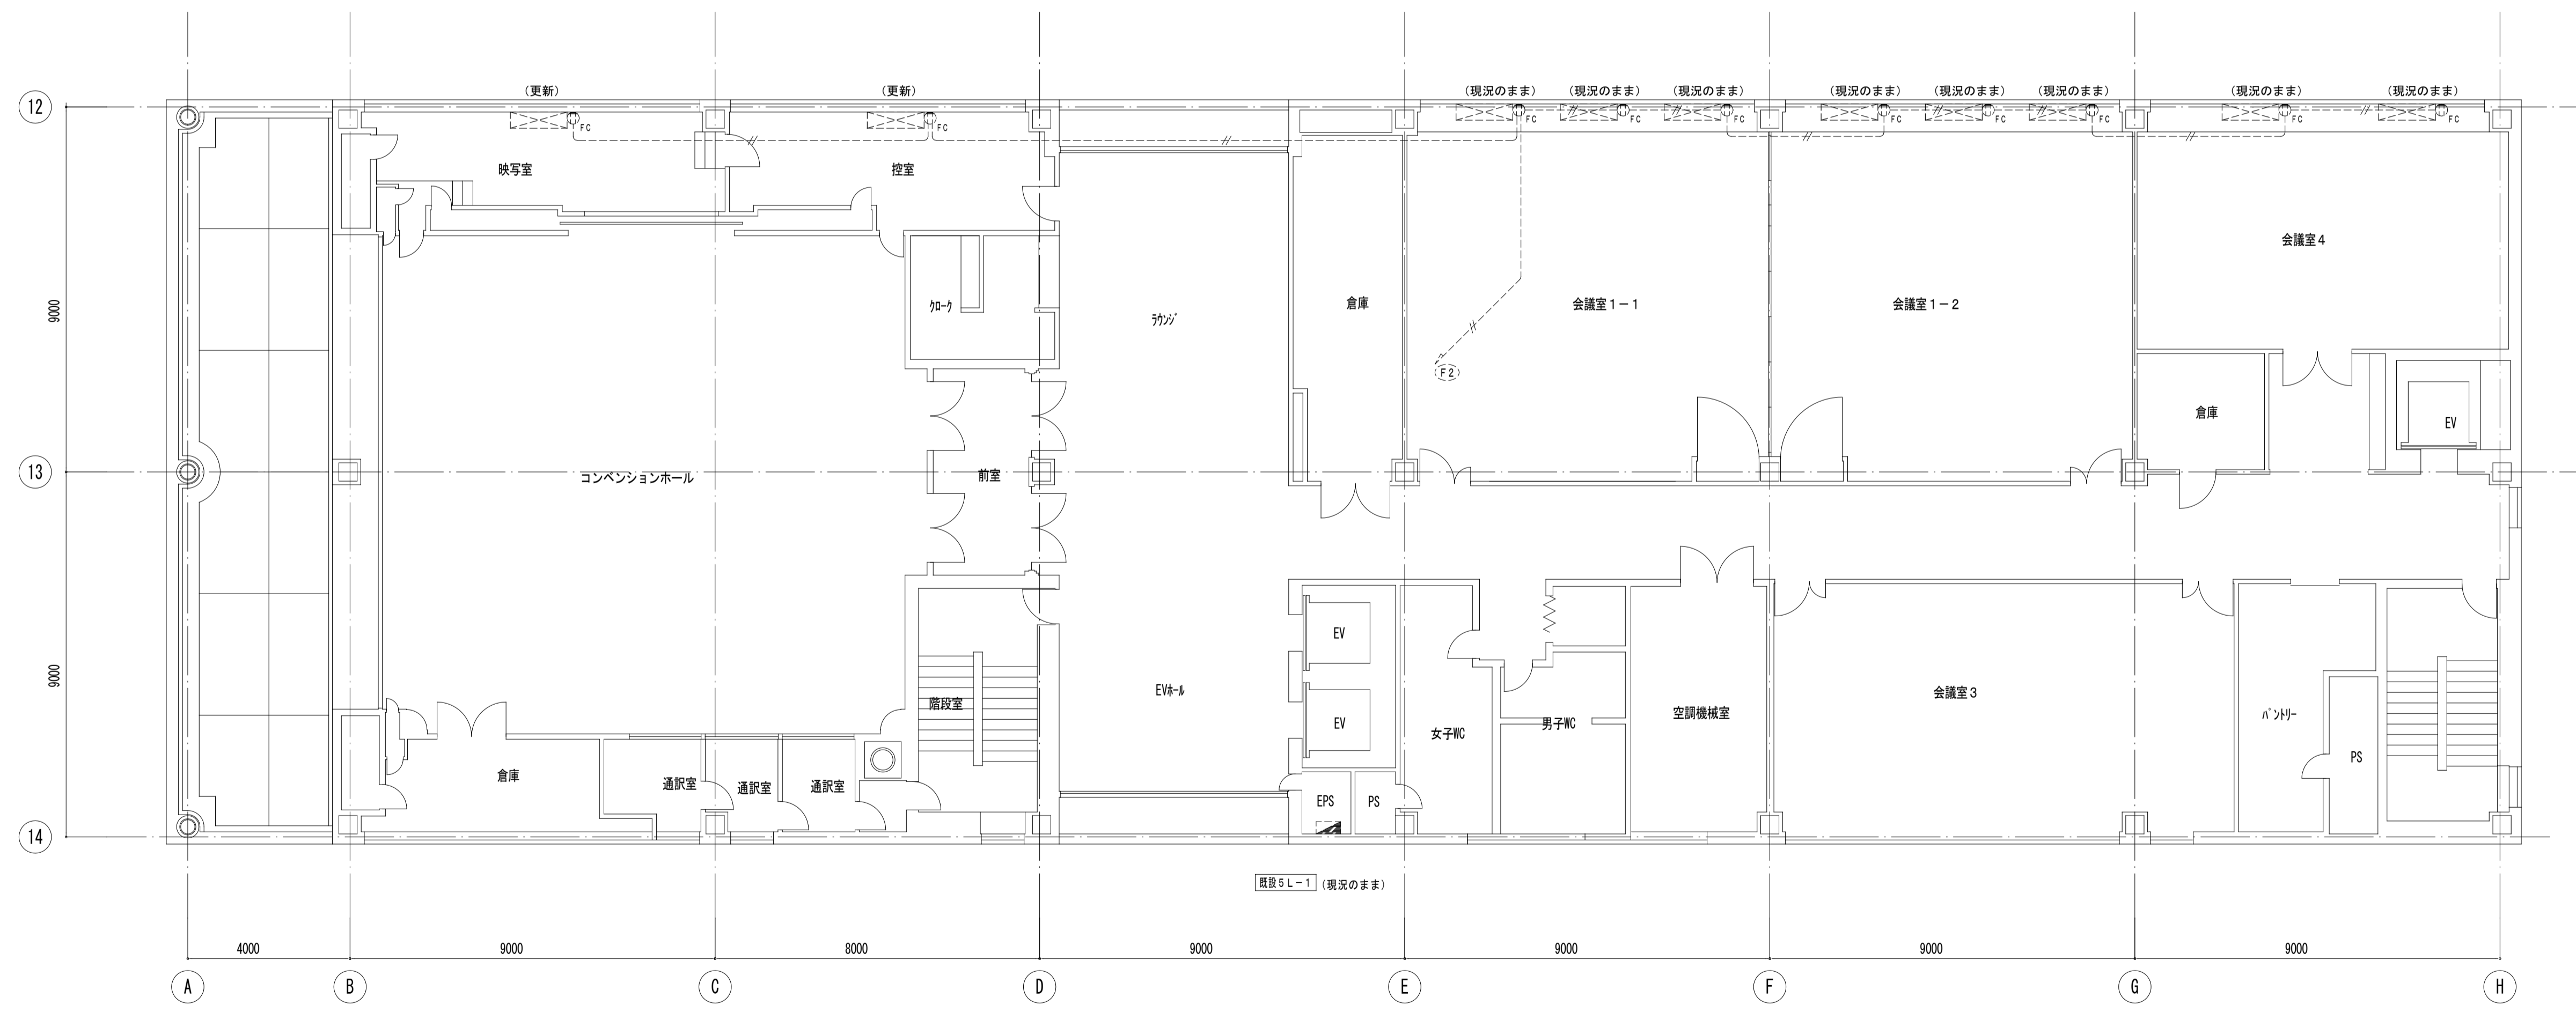 (更新) (更新) (現況のまま) (現況のまま) (現況のまま) (現況のまま) (現況のまま) (現況のまま) (現況のまま) (現況のまま)
12
FC FC FC FC FC FC FC FC FC FC
映写室 控室
会議室4
9000 クローク ラウンジ 倉庫 会議室1-1 会議室1-2
(F2)
倉庫 EV
13 コンベンションホール 前室
EV
9000 EVホール 会議室3
階段室 EV 女子WC 男子WC 空調機械室 パントリー
PS
倉庫 通訳室 通訳室 通訳室
EPS PS
14
既設5L-1 (現況のまま)
4000 9000 8000 9000 9000 9000 9000
A B C D E F G H